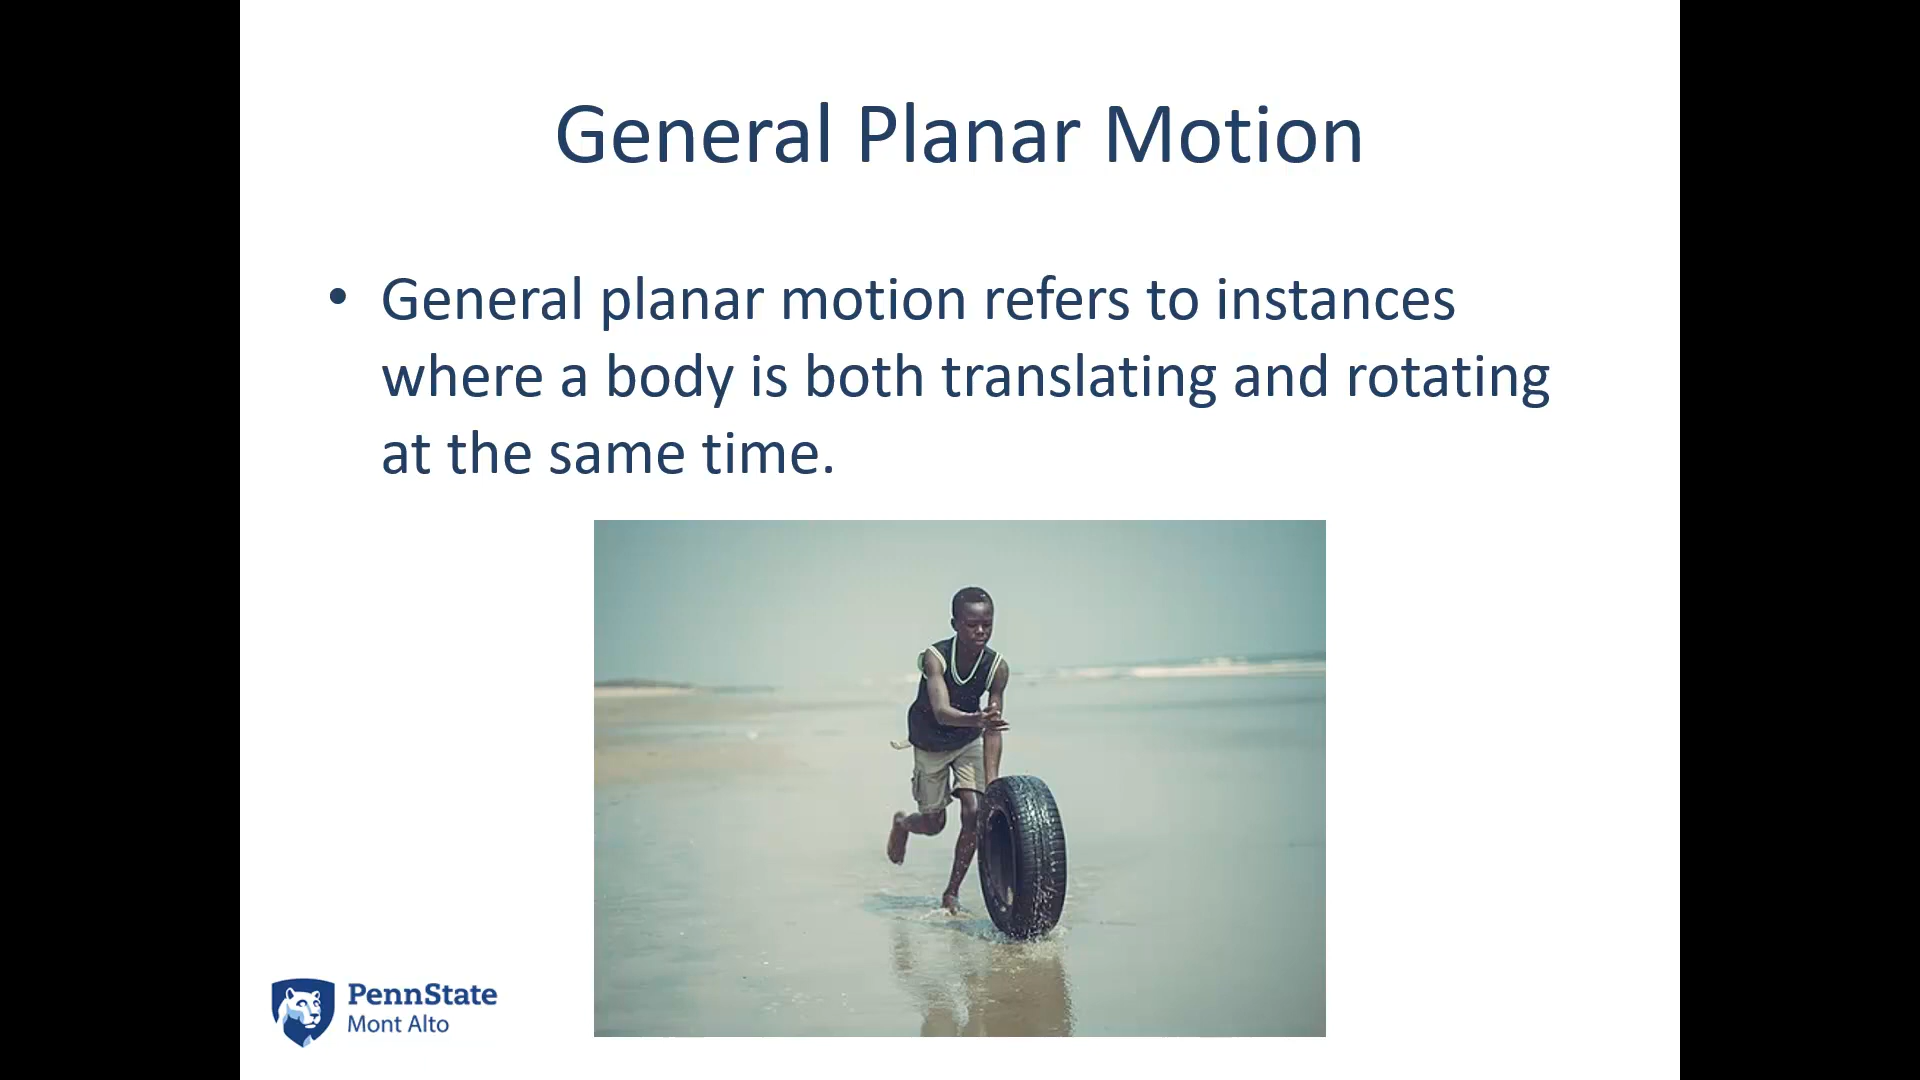 General Planar Motion
• General planar motion refers to instances
where a body is both translating and rotating
at the same time.
PennState
Mont Alto